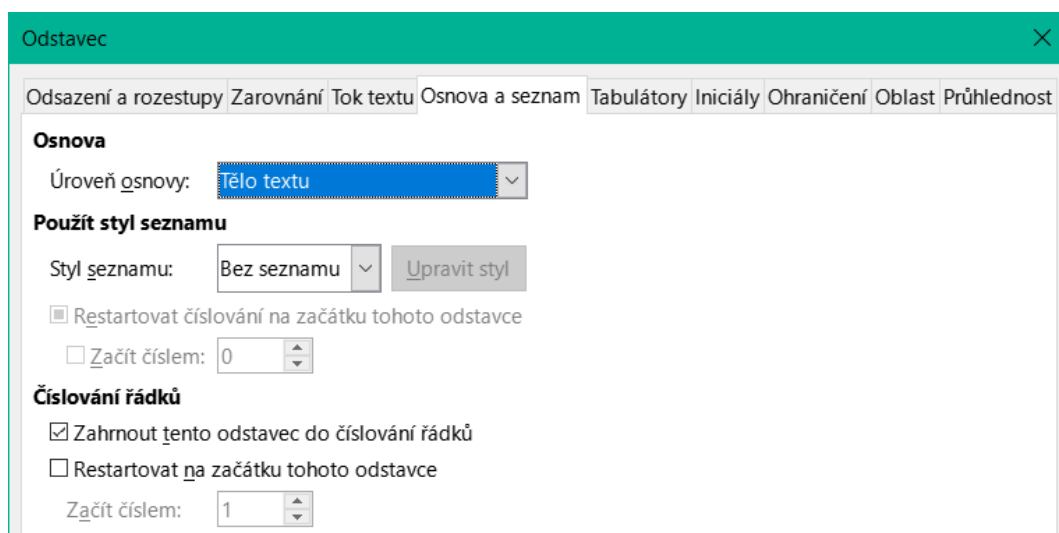 Odstavec
Odsazení a rozestupy Zarovnání Tok textu Osnova a seznam Tabulátory Iniciály Ohraničení Oblast Průhlednost
Osnova
Úroveň osnovy: Tělo textu
Použít styl seznamu
Styl seznamu: Bez seznamu Upravit styl
Restartovat číslování na začátku tohoto odstavce
Začít číslem: 0
Číslování řádků
Zahrnout tento odstavec do číslování řádků
Restartovat na začátku tohoto odstavce
Začít číslem: 1